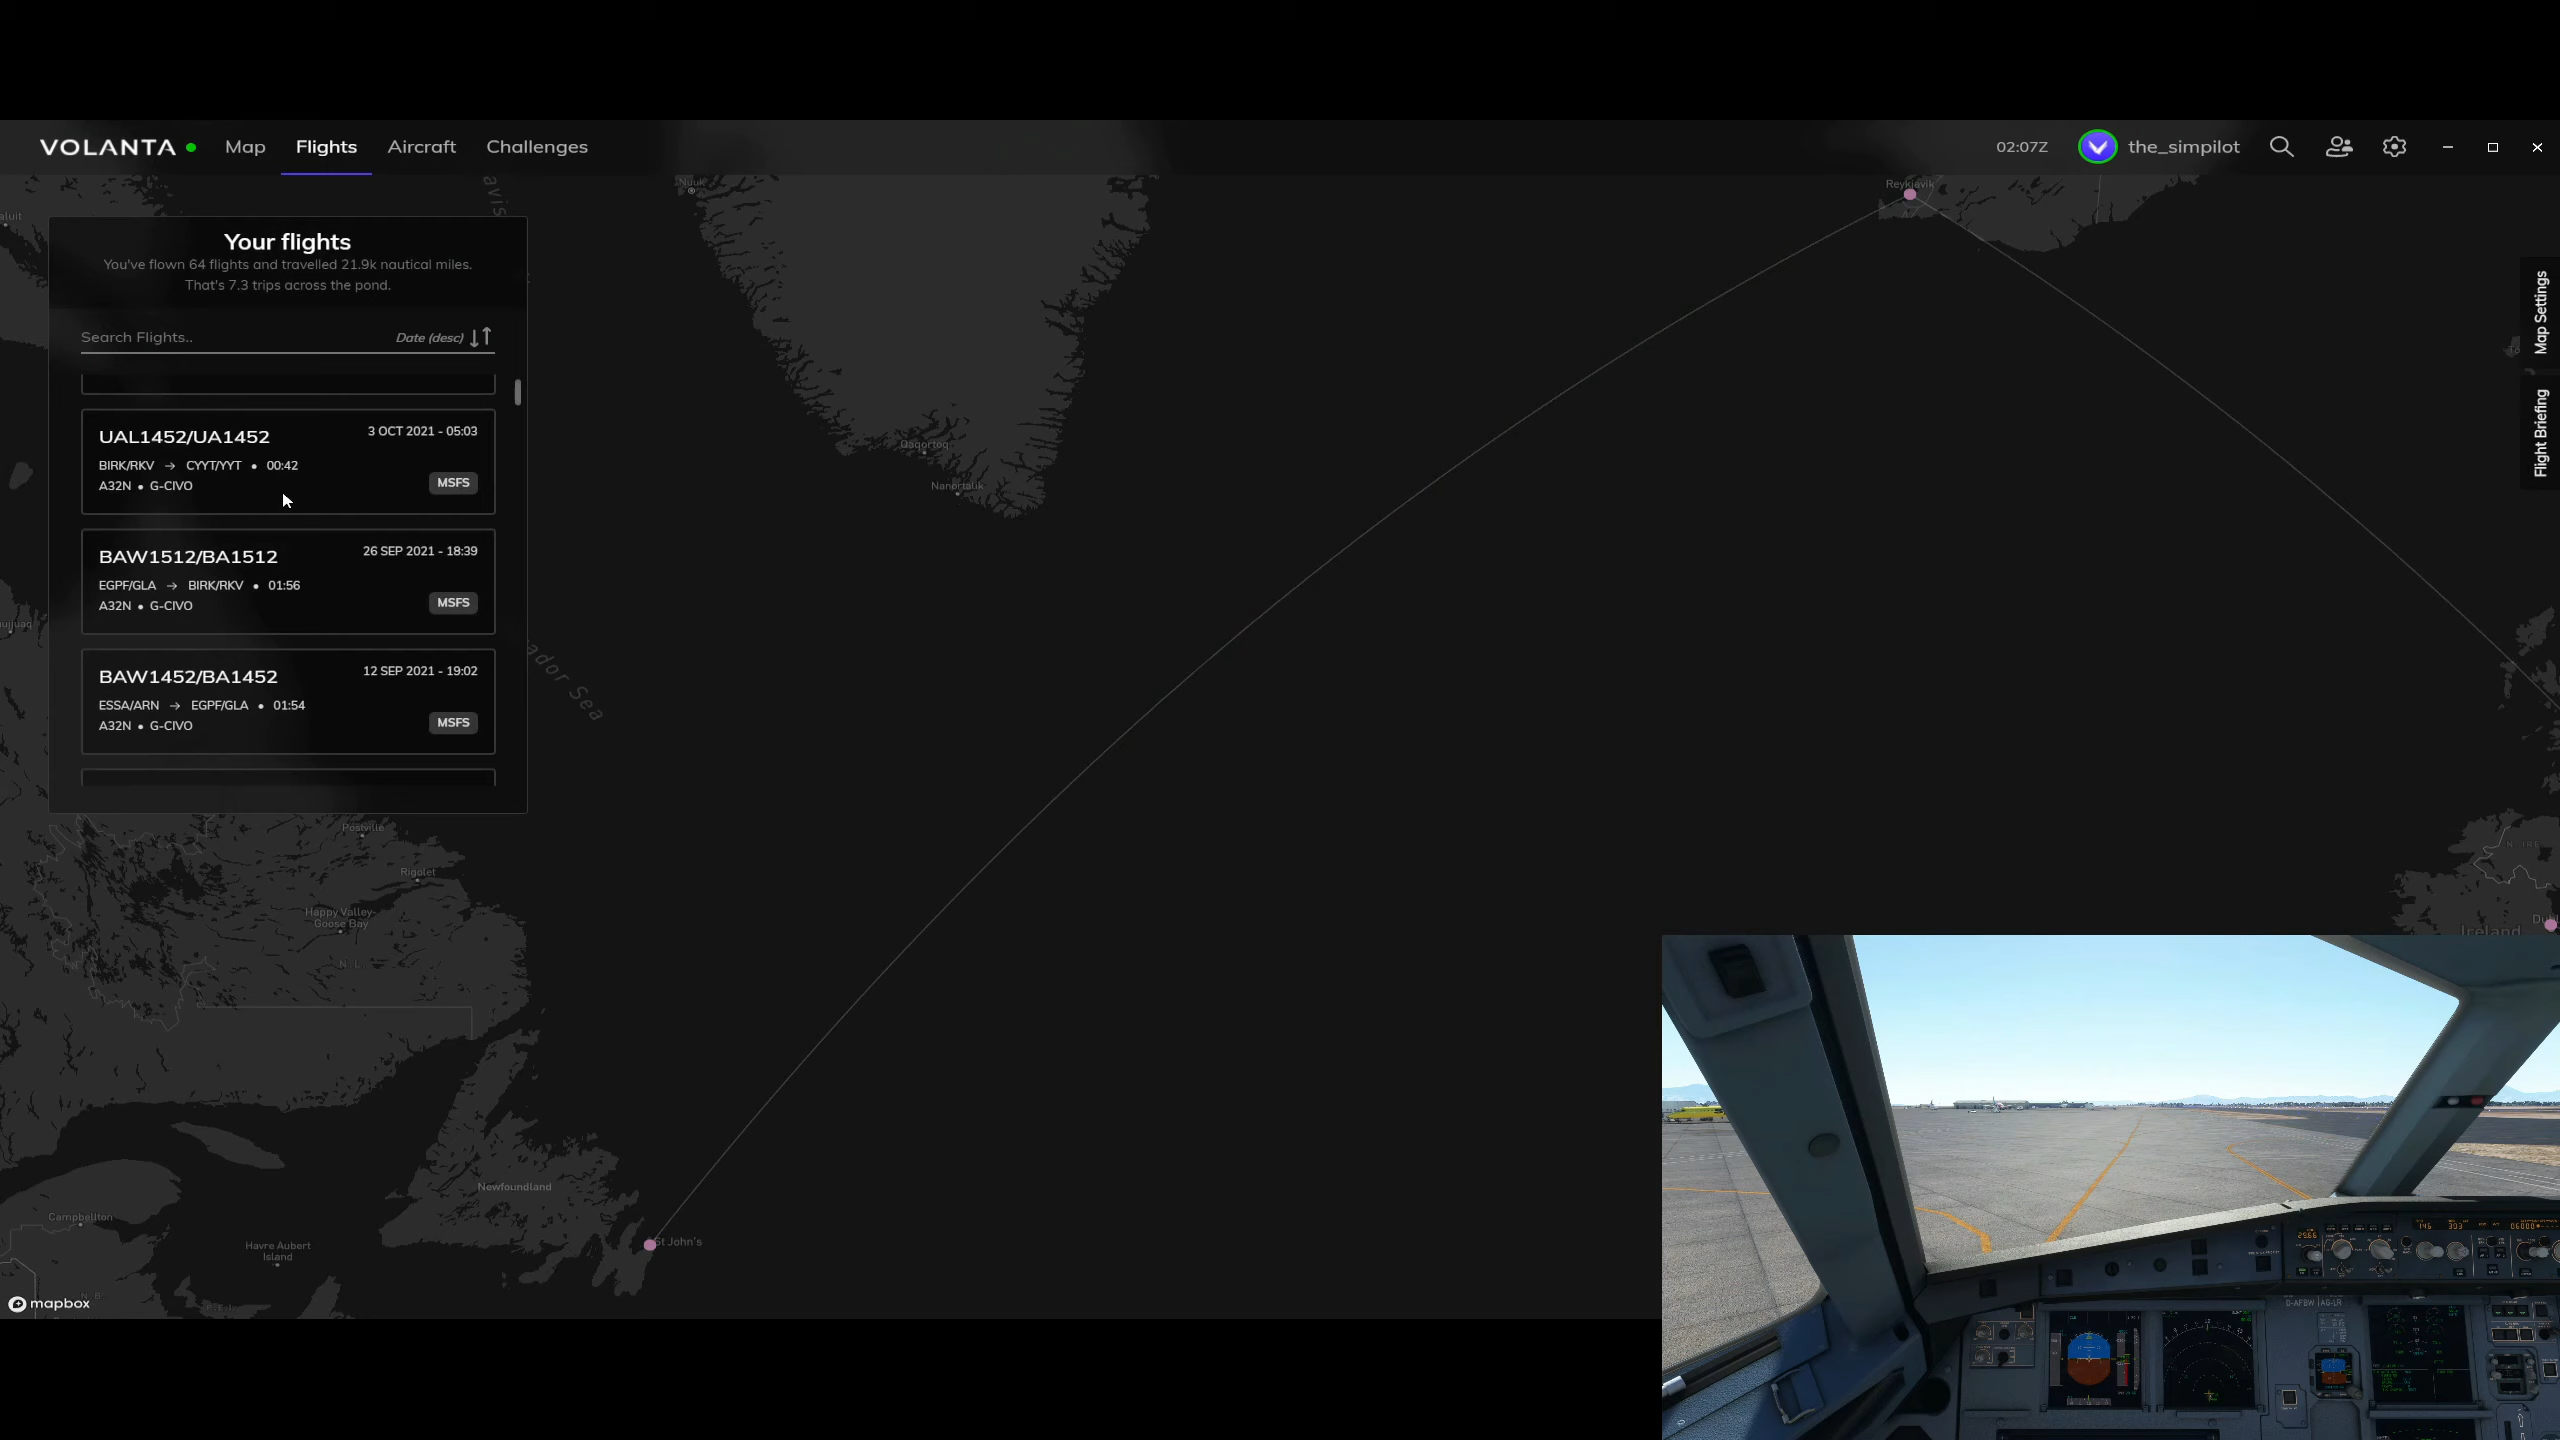 VOLANTA
Map
Flights
Aircraft
Challenges
02:07Z
the_simpilot
Your flights
You've flown 64 flights and travelled 21.9k nautical miles.
That's 7.3 trips across the pond.
Search Flights..
Date (desc)
UAL1452/UA1452
3 OCT 2021 - 05:03
BIRK/RKV → CYYT/YYT • 00:42
A32N • G-CIVO
MSFS
BAW1512/BA1512
26 SEP 2021 - 18:39
EGPF/GLA → BIRK/RKV • 01:56
A32N • G-CIVO
MSFS
BAW1452/BA1452
12 SEP 2021 - 19:02
ESSA/ARN → EGPF/GLA • 01:54
A32N • G-CIVO
MSFS
Map Settings
Flight Briefing
Nuuk
Reykjavik
Qaqortoq
Nanortalik
ador Sea
Postville
Rigolet
Happy Valley-
Goose Bay
N L
Newfoundland
St John's
Campbellton
Havre Aubert
Island
P.E.I.
N.B.
N. IRE
Ireland
mapbox